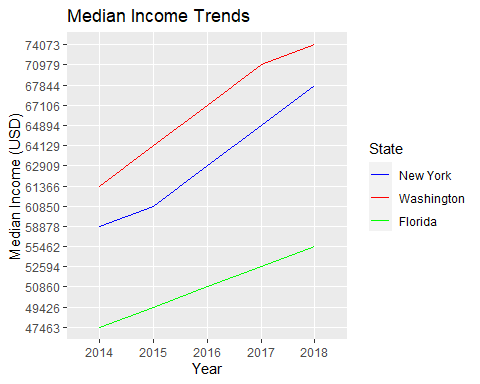 Median Income Trends
Median Income (USD)
74073
70979
67844
67106
64894
64129
62909
61366
60850
58878
55462
52594
50860
49426
47463
2014 2015 2016 2017 2018
Year
State
New York
Washington
Florida